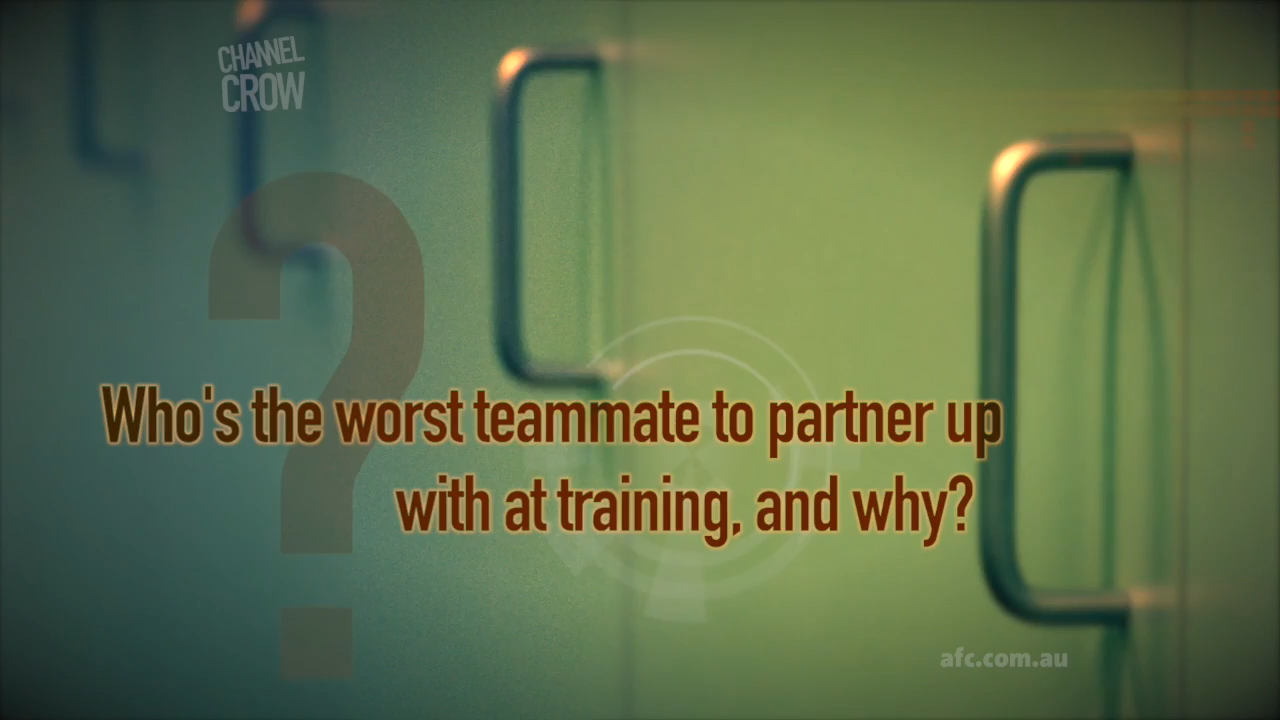 CHANNEL
CROW
?
Who's the worst teammate to partner up
with at training, and why?
afc.com.au